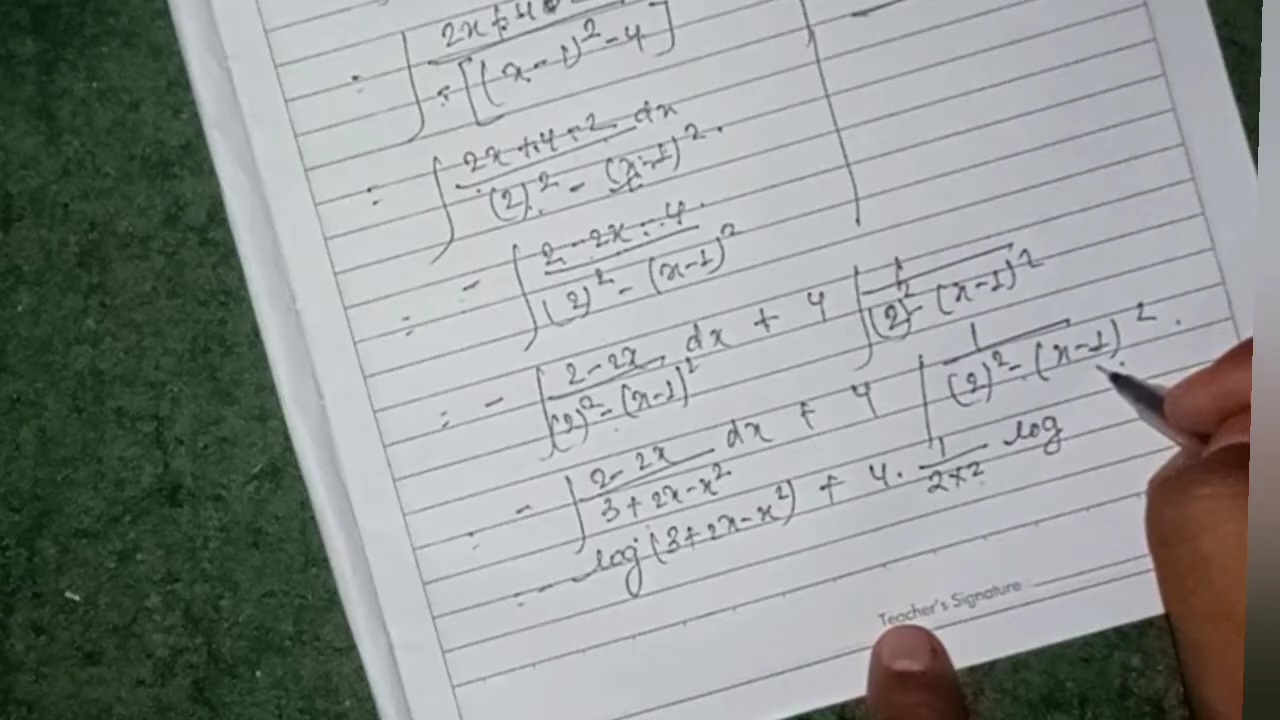 = ∫ 2x+4 / -[(x-1)² - 4]
= ∫ 2x+4-2 dx / (2)² - (x-1)²
= - ∫ 2-2x-4 / (2)² - (x-1)²
= - ∫ 2-2x / (2)² - (x-1)² dx + 4 ∫ 1 / (2)² - (x-1)²
= - ∫ 2-2x / 3+2x-x² dx + 4 ∫ 1 / (2)² - (x-1)²
= - log(3+2x-x²) + 4. 1 / 2×2 log
Teacher's Signature